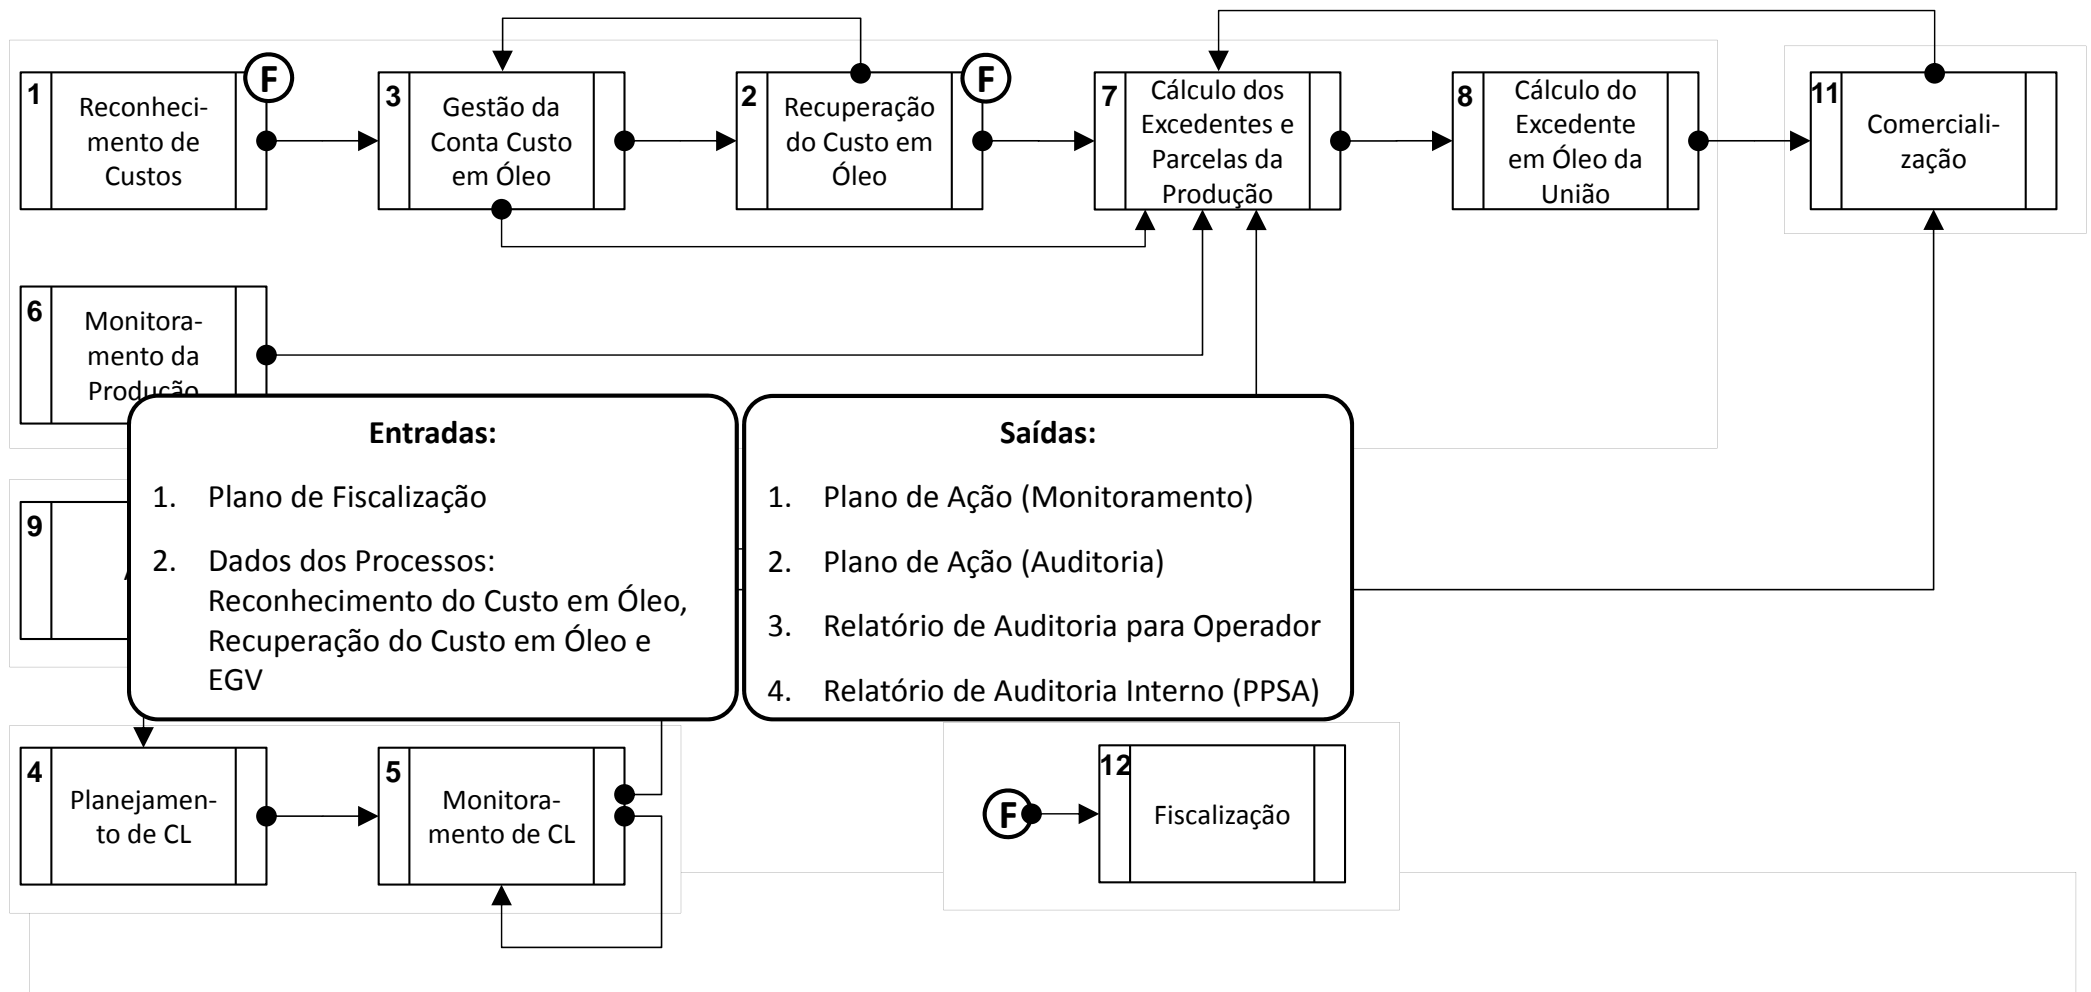 1
Reconheci-
mento de
Custos
F
3
Gestão da
Conta Custo
em Óleo
2
Recuperação
do Custo em
Óleo
F
7
Cálculo dos
Excedentes e
Parcelas da
Produção
8
Cálculo do
Excedente
em Óleo da
União
11
Comerciali-
zação
6
Monitora-
mento da
Produção
9
Entradas:
1. Plano de Fiscalização
2. Dados dos Processos:
Reconhecimento do Custo em Óleo,
Recuperação do Custo em Óleo e
EGV
Saídas:
1. Plano de Ação (Monitoramento)
2. Plano de Ação (Auditoria)
3. Relatório de Auditoria para Operador
4. Relatório de Auditoria Interno (PPSA)
4
Planejamen-
to de CL
5
Monitora-
mento de CL
F
12
Fiscalização